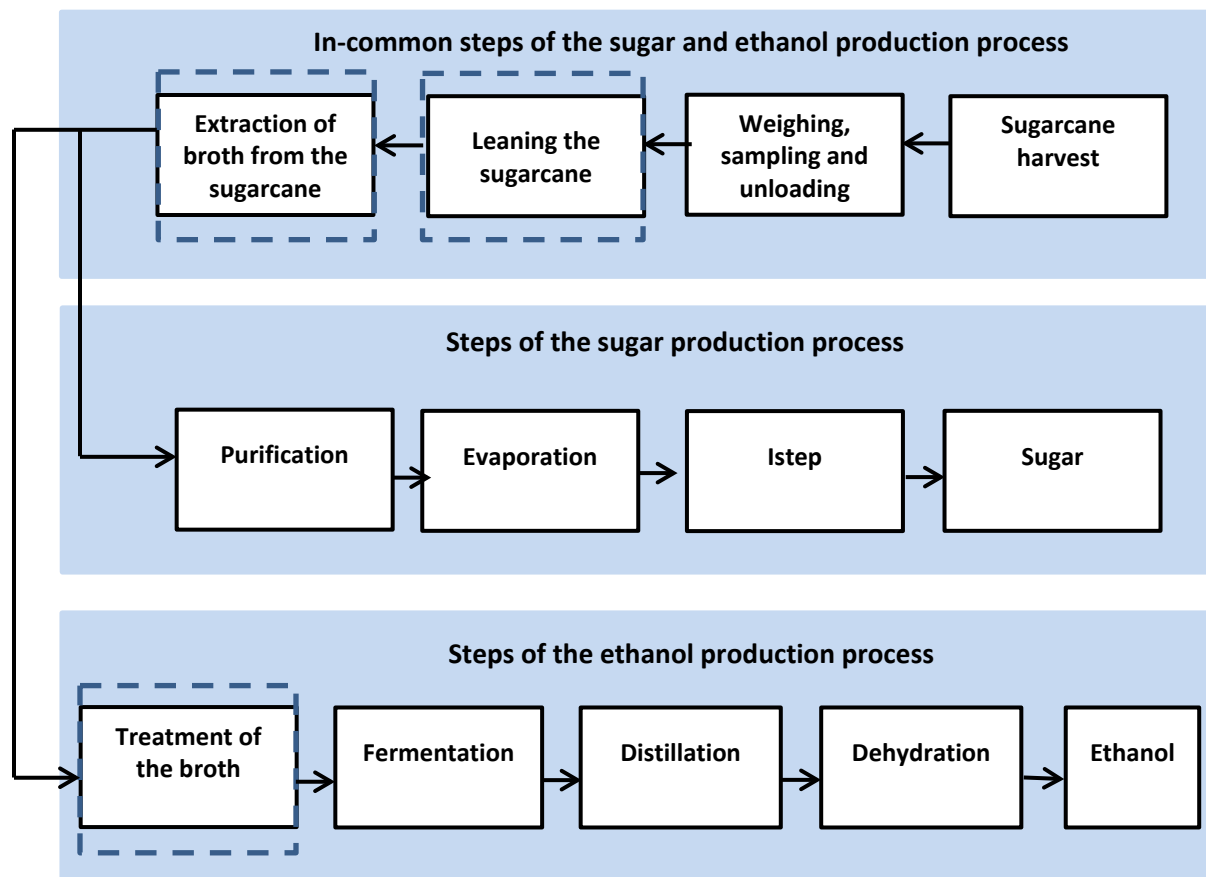 In-common steps of the sugar and ethanol production process
Extraction of
broth from the
sugarcane
Leaning the
sugarcane
Weighing,
sampling and
unloading
Sugarcane
harvest
Steps of the sugar production process
Purification
Evaporation
Istep
Sugar
Steps of the ethanol production process
Treatment of
the broth
Fermentation
Distillation
Dehydration
Ethanol